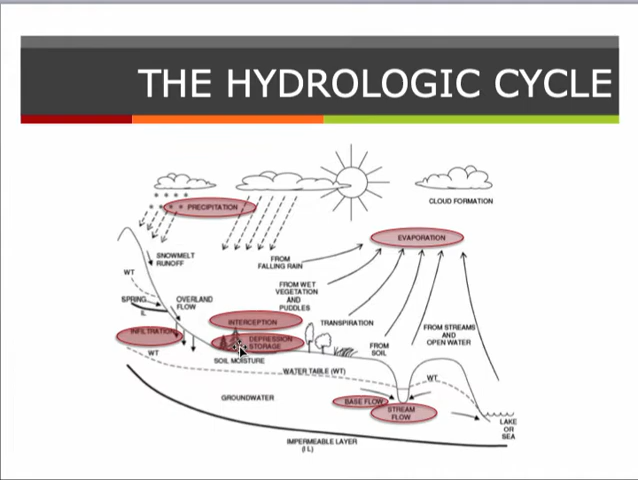 THE HYDROLOGIC CYCLE
CLOUD FORMATION
PRECIPITATION
EVAPORATION
SNOWMELT
RUNOFF
FROM
FALLING RAIN
WT
FROM WET
VEGETATION
AND
PUDDLES
SPRING
IL
OVERLAND
FLOW
INTERCEPTION
TRANSPIRATION
FROM STREAMS
AND
OPEN WATER
INFILTRATION
DEPRESSION
STORAGE
FROM
SOIL
WT
SOIL MOISTURE
WATER TABLE (WT)
WT
GROUNDWATER
BASE FLOW
STREAM
FLOW
LAKE
OR
SEA
IMPERMEABLE LAYER
(IL)